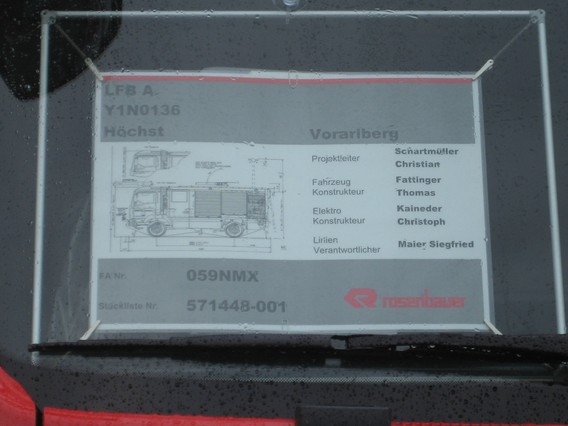 LFB A.
Y1N0136
Höchst Vorarlberg
Projektleiter Schartmüller
Christian
Fahrzeug Fattinger
Konstrukteur Thomas
Elektro Kaineder
Konstrukteur Christoph
Linien
Verantwortlicher Maier Siegfried
FA Nr. 059NMX
Stückliste Nr. 571448-001
rosenbauer